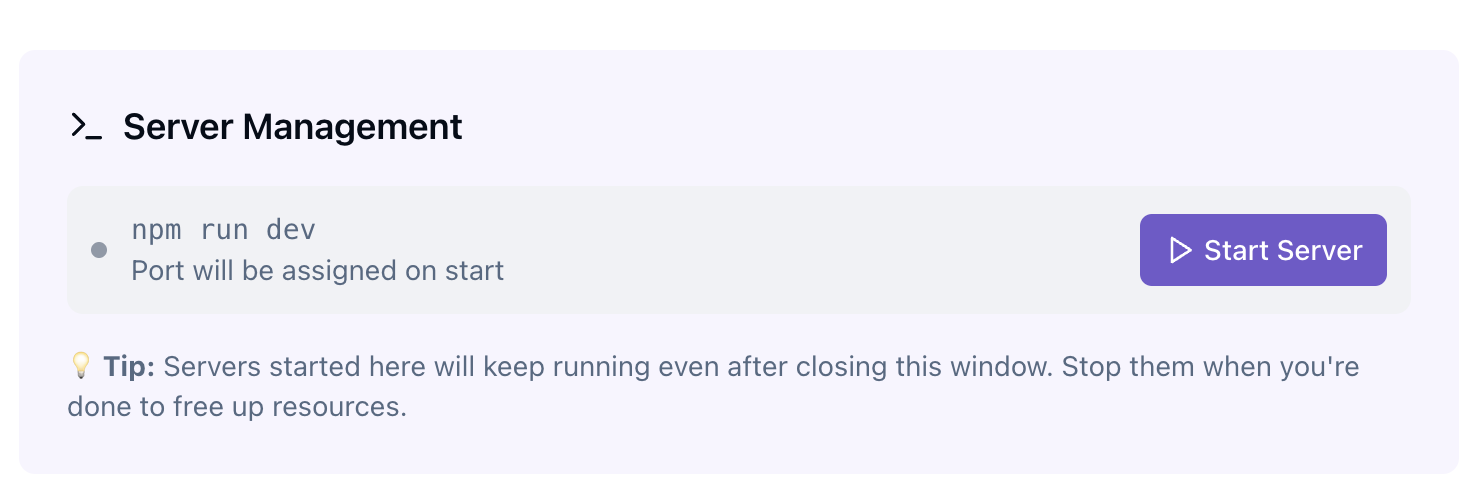 Server Management
npm run dev
Port will be assigned on start
Start Server
💡 Tip: Servers started here will keep running even after closing this window. Stop them when you're
done to free up resources.